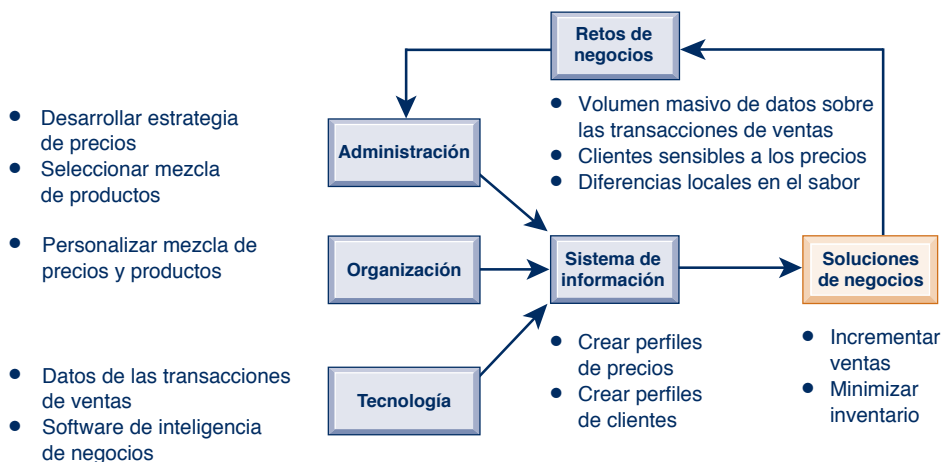 Retos de
negocios
• Volumen masivo de datos sobre
las transacciones de ventas
• Clientes sensibles a los precios
• Diferencias locales en el sabor
• Desarrollar estrategia
de precios
• Seleccionar mezcla
de productos
Administración
• Personalizar mezcla de
precios y productos
Organización
Sistema de
información
Soluciones
de negocios
• Crear perfiles
de precios
• Crear perfiles
de clientes
• Incrementar
ventas
• Minimizar
inventario
• Datos de las transacciones
de ventas
• Software de inteligencia
de negocios
Tecnología